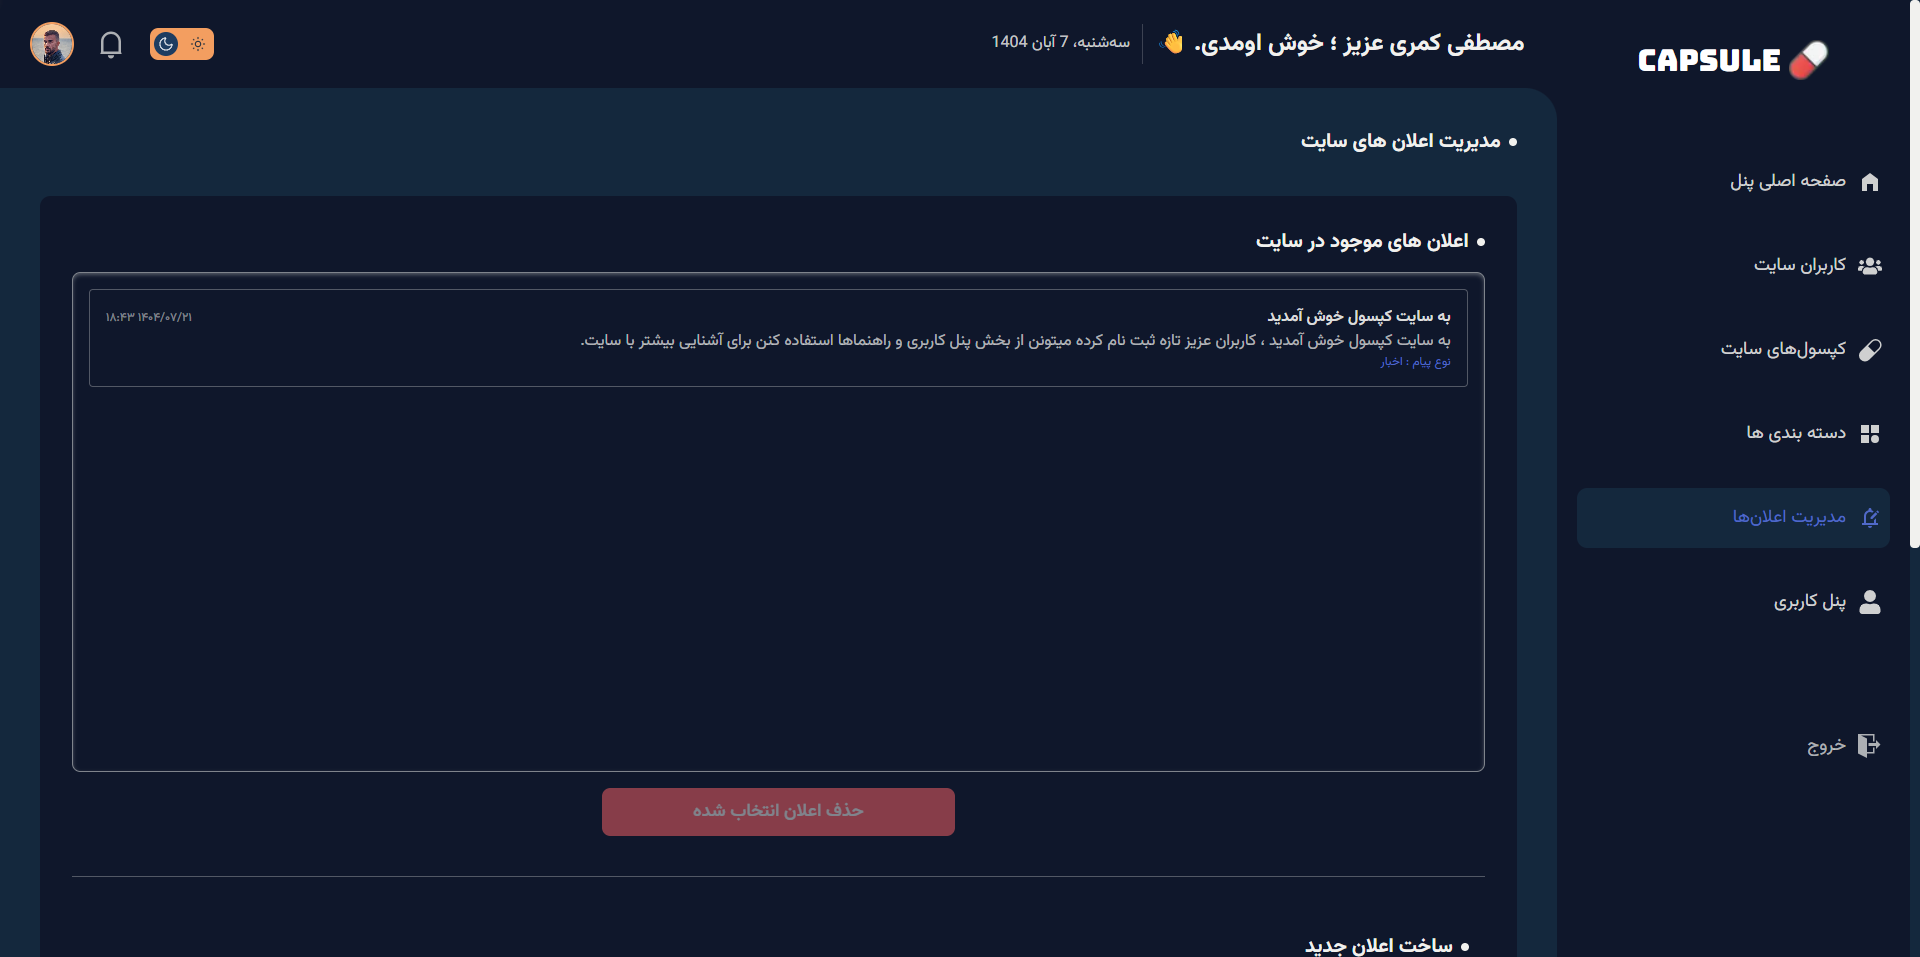 CAPSULE
مصطفی کمری عزیز ؛ خوش اومدی. 👋
سه‌شنبه، 7 آبان 1404
صفحه اصلی پنل
کاربران سایت
کپسول‌های سایت
دسته بندی ها
مدیریت اعلان‌ها
پنل کاربری
خروج
● مدیریت اعلان های سایت
● اعلان های موجود در سایت
به سایت کپسول خوش آمدید
۱۴۰۴/۰۷/۲۱ ۱۸:۴۳
به سایت کپسول خوش آمدید ، کاربران عزیز تازه ثبت نام کرده میتونن از بخش پنل کاربری و راهنماها استفاده کنن برای آشنایی بیشتر با سایت.
نوع پیام : اخبار
حذف اعلان انتخاب شده
● ساخت اعلان جدید